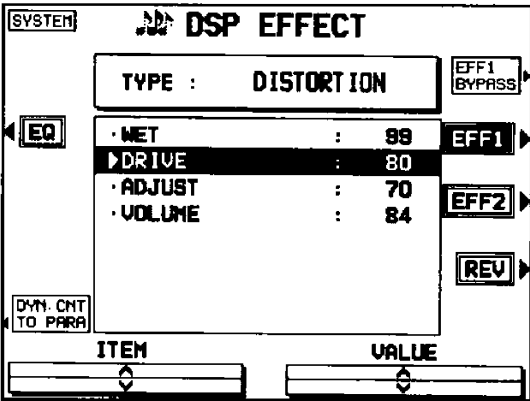 SYSTEM
DSP EFFECT
TYPE : DISTORTION
EFF1
BYPASS
EQ
·WET : 99
DRIVE : 80
·ADJUST : 70
·VOLUME : 84
EFF1
EFF2
REV
DYN.CNT
TO PARA
ITEM
VALUE